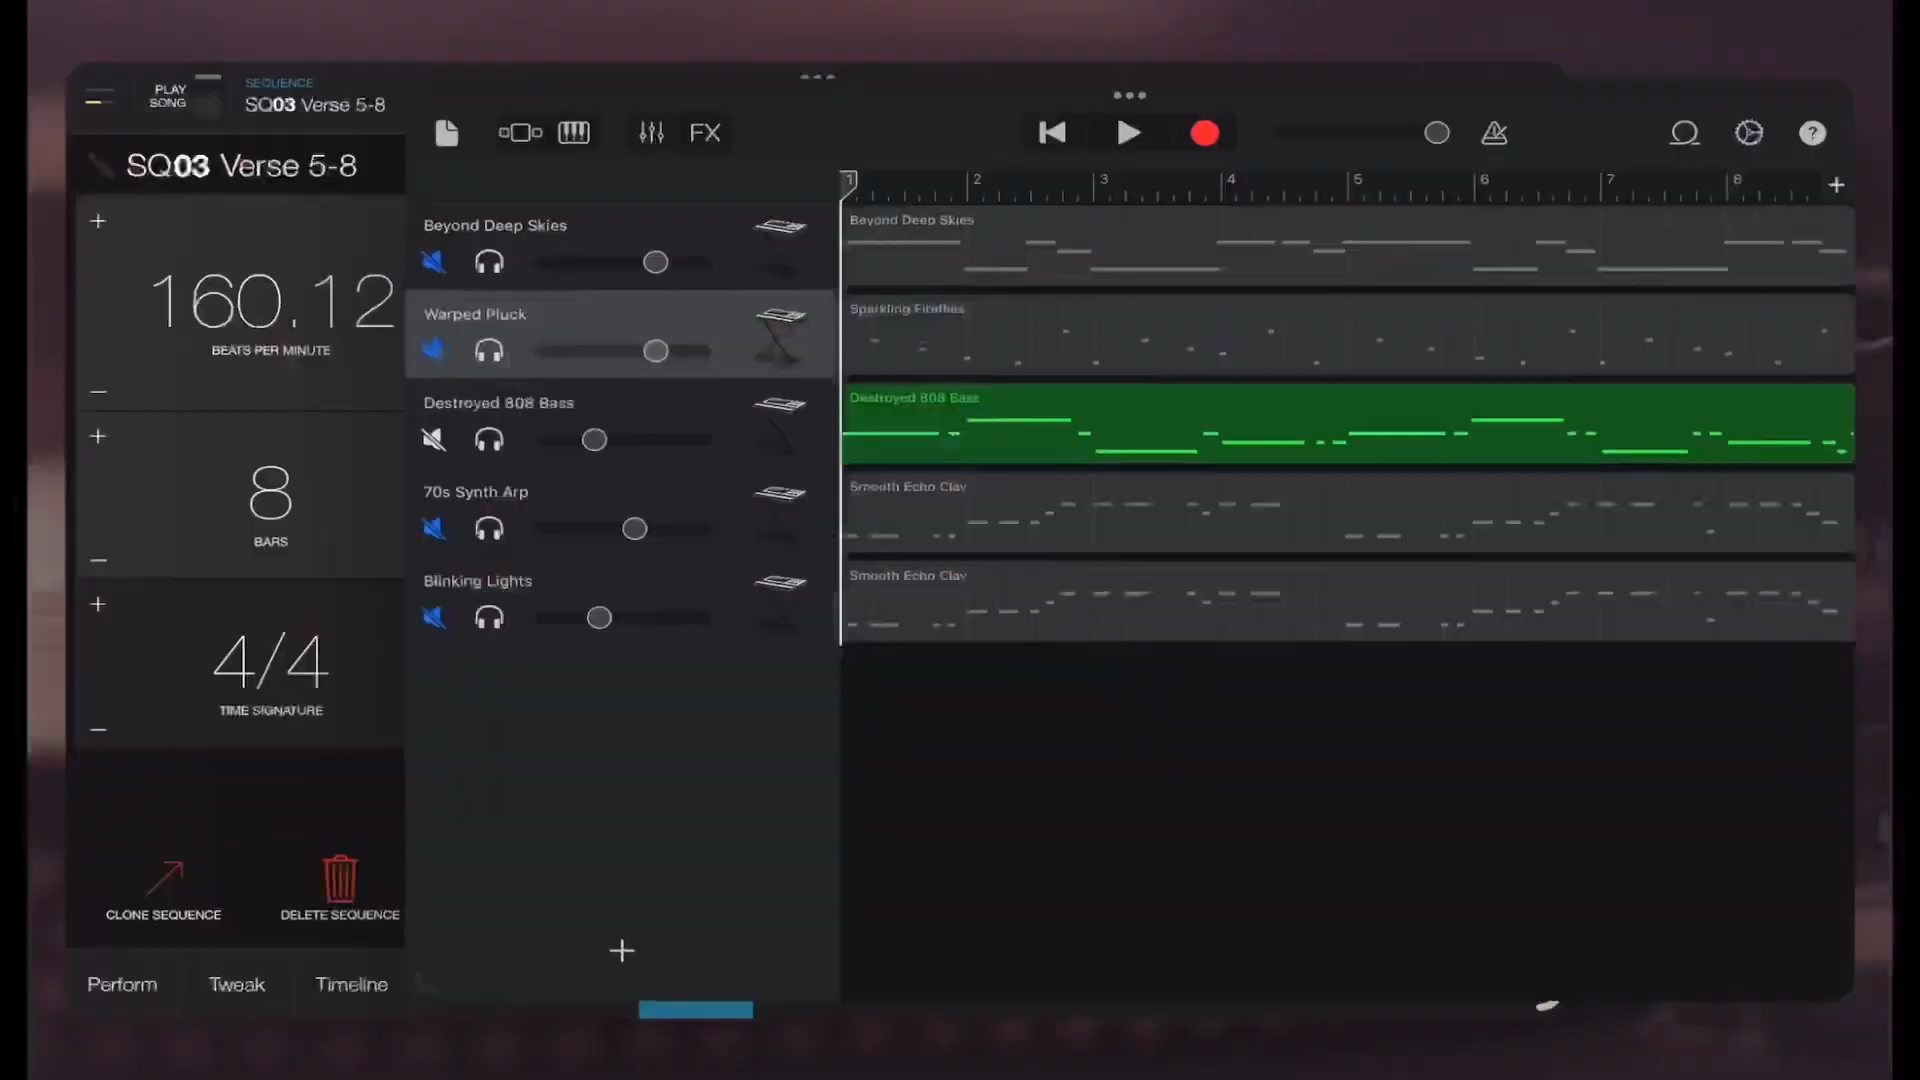 PLAY
SONG
SEQUENCE
SQ03 Verse 5-8
FX
?
SQ03 Verse 5-8
+
160.12
BEATS PER MINUTE
−
+
8
BARS
−
+
4/4
TIME SIGNATURE
−
CLONE SEQUENCE
DELETE SEQUENCE
Perform
Tweak
Timeline
Beyond Deep Skies
Warped Pluck
Destroyed 808 Bass
70s Synth Arp
Blinking Lights
+
1 2 3 4 5 6 7 8 +
Beyond Deep Skies
Sparkling Fireflies
Destroyed 808 Bass
Smooth Echo Clav
Smooth Echo Clav